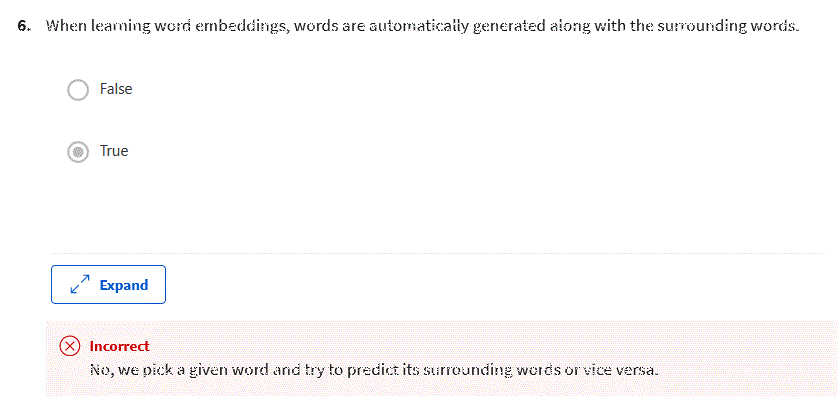 6. When learning word embeddings, words are automatically generated along with the surrounding words.
False
True
Expand
Incorrect
No, we pick a given word and try to predict its surrounding words or vice versa.